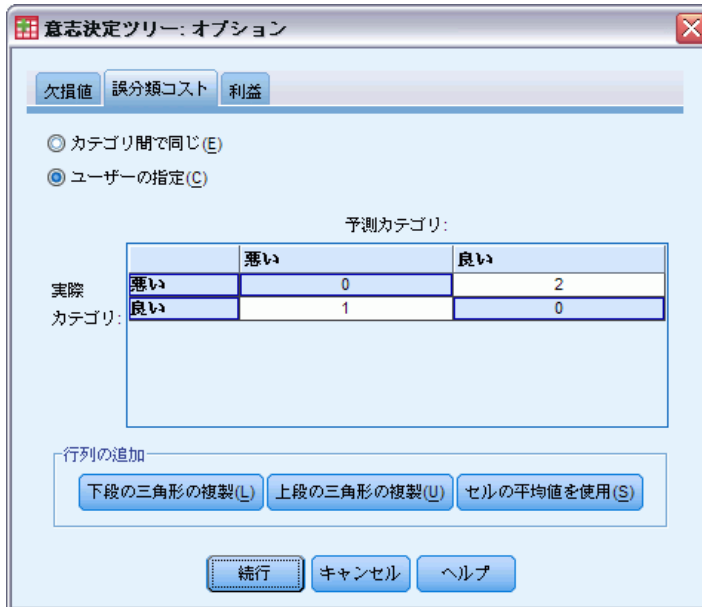 意志決定ツリー: オプション
欠損値 誤分類コスト 利益
カテゴリ間で同じ(E)
ユーザーの指定(C)
予測カテゴリ:
悪い 良い
実際
カテゴリ:
悪い 0 2
良い 1 0
行列の追加
下段の三角形の複製(L) 上段の三角形の複製(U) セルの平均値を使用(S)
続行 キャンセル ヘルプ